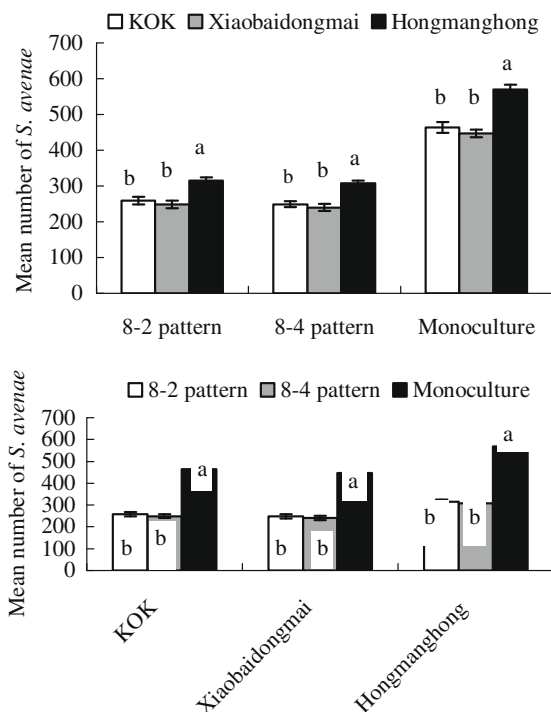 KOK Xiaobaidongmai Hongmanghong
Mean number of S. avenae
700
600
500
400
300
200
100
0
b b a
b b a
b b a
8-2 pattern 8-4 pattern Monoculture
8-2 pattern 8-4 pattern Monoculture
Mean number of S. avenae
700
600
500
400
300
200
100
0
b b a
b b a
b b a
KOK Xiaobaidongmai Hongmanghong